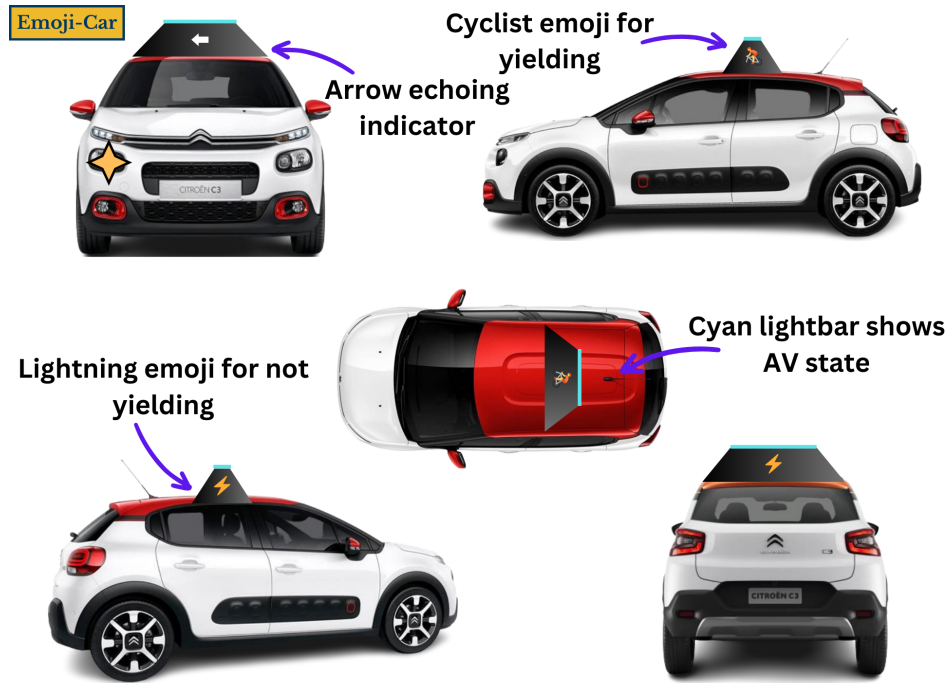 Emoji-Car
Arrow echoing
indicator
Cyclist emoji for
yielding
CITROËN C3
Cyan lightbar shows
AV state
Lightning emoji for not
yielding
C3
CITROËN C3